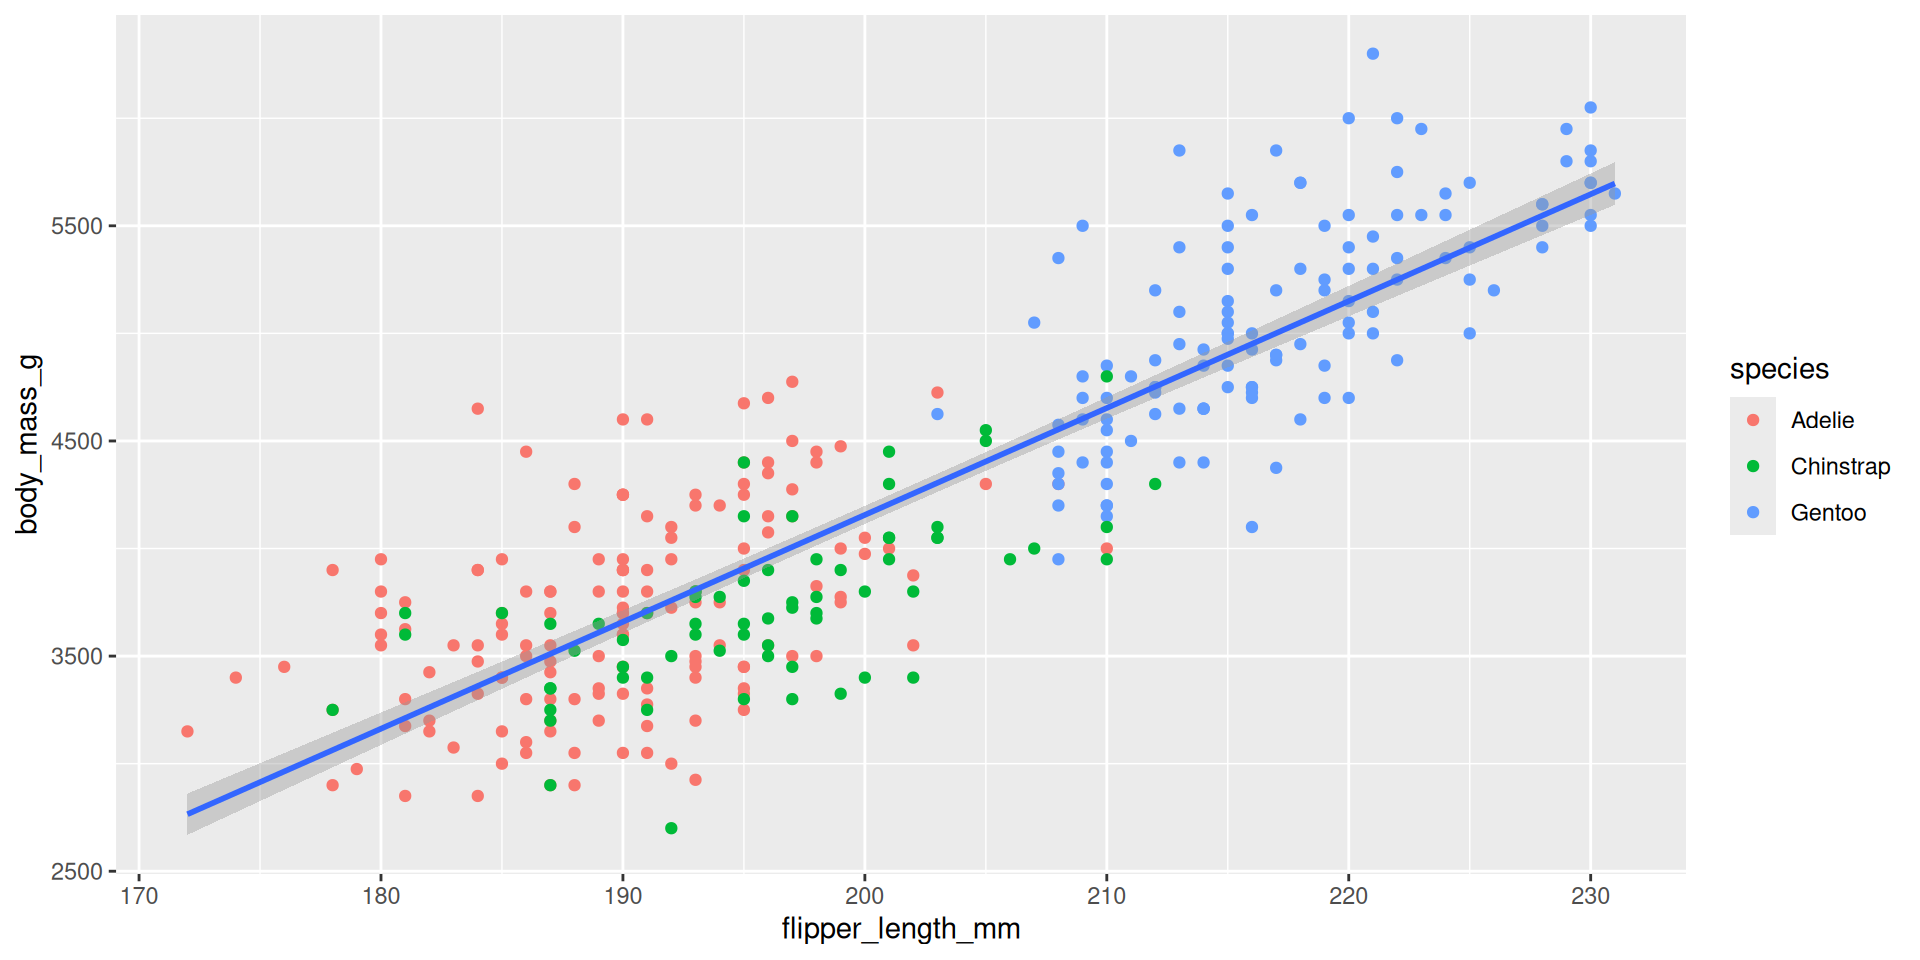 body_mass_g
5500
4500
3500
2500
170 180 190 200 210 220 230
flipper_length_mm
species
Adelie
Chinstrap
Gentoo